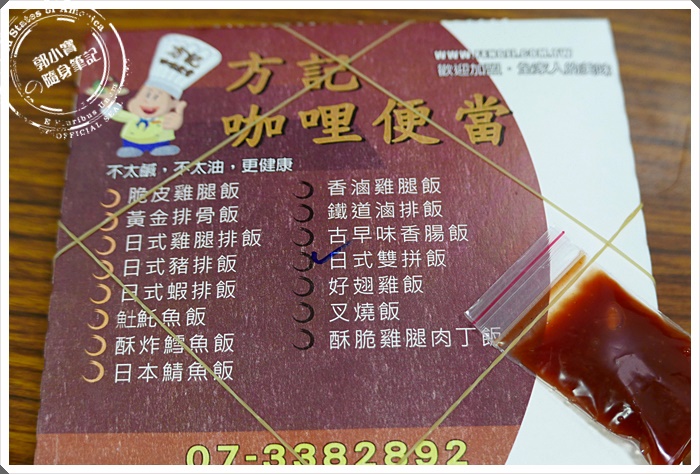 郭小寶
の隨身筆記
方記
咖哩便當
不太鹹，不太油，更健康
脆皮雞腿飯
黃金排骨飯
日式雞腿排飯
日式豬排飯
日式蝦排飯
魠魠魚飯
酥炸鱈魚飯
日本鯖魚飯
香滷雞腿飯
鐵道滷排飯
古早味香腸飯
日式雙拼飯
好翅雞飯
叉燒飯
酥脆雞腿肉丁飯
07-3382892